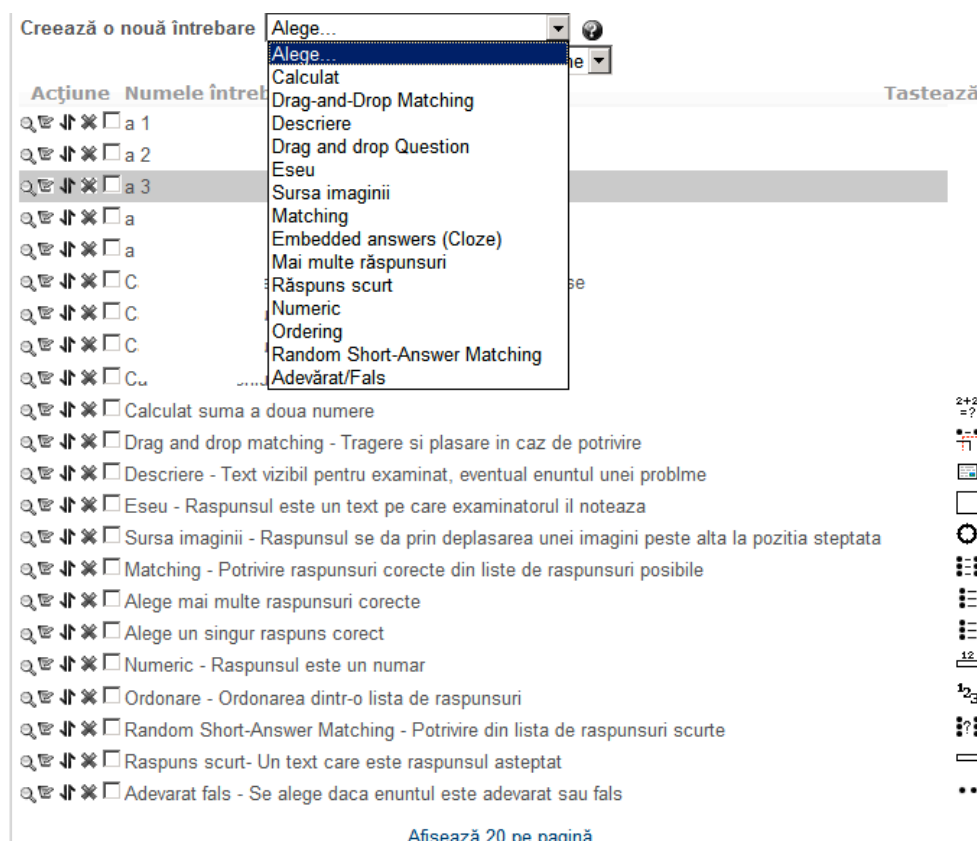 Creează o nouă întrebare Alege...
Alege...
Calculat
Drag-and-Drop Matching
Descriere
Drag and drop Question
Eseu
Sursa imaginii
Matching
Embedded answers (Cloze)
Mai multe răspunsuri
Răspuns scurt
Numeric
Ordering
Random Short-Answer Matching
Adevărat/Fals
Acţiune Numele Tastează
a 1
a 2
a 3
a
a
C
C
C
Calculat suma a doua numere
2+2
=?
Drag and drop matching - Tragere si plasare in caz de potrivire
Descriere - Text vizibil pentru examinat, eventual enuntul unei problme
Eseu - Raspunsul este un text pe care examinatorul il noteaza
Sursa imaginii - Raspunsul se da prin deplasarea unei imagini peste alta la pozitia steptata
Matching - Potrivire raspunsuri corecte din liste de raspunsuri posibile
Alege mai multe raspunsuri corecte
Alege un singur raspuns corect
Numeric - Raspunsul este un numar 12
Ordonare - Ordonarea dintr-o lista de raspunsuri 123
Random Short-Answer Matching - Potrivire din lista de raspunsuri scurte
Raspuns scurt- Un text care este raspunsul asteptat
Adevarat fals - Se alege daca enuntul este adevarat sau fals
Afişează 20 pe pagină